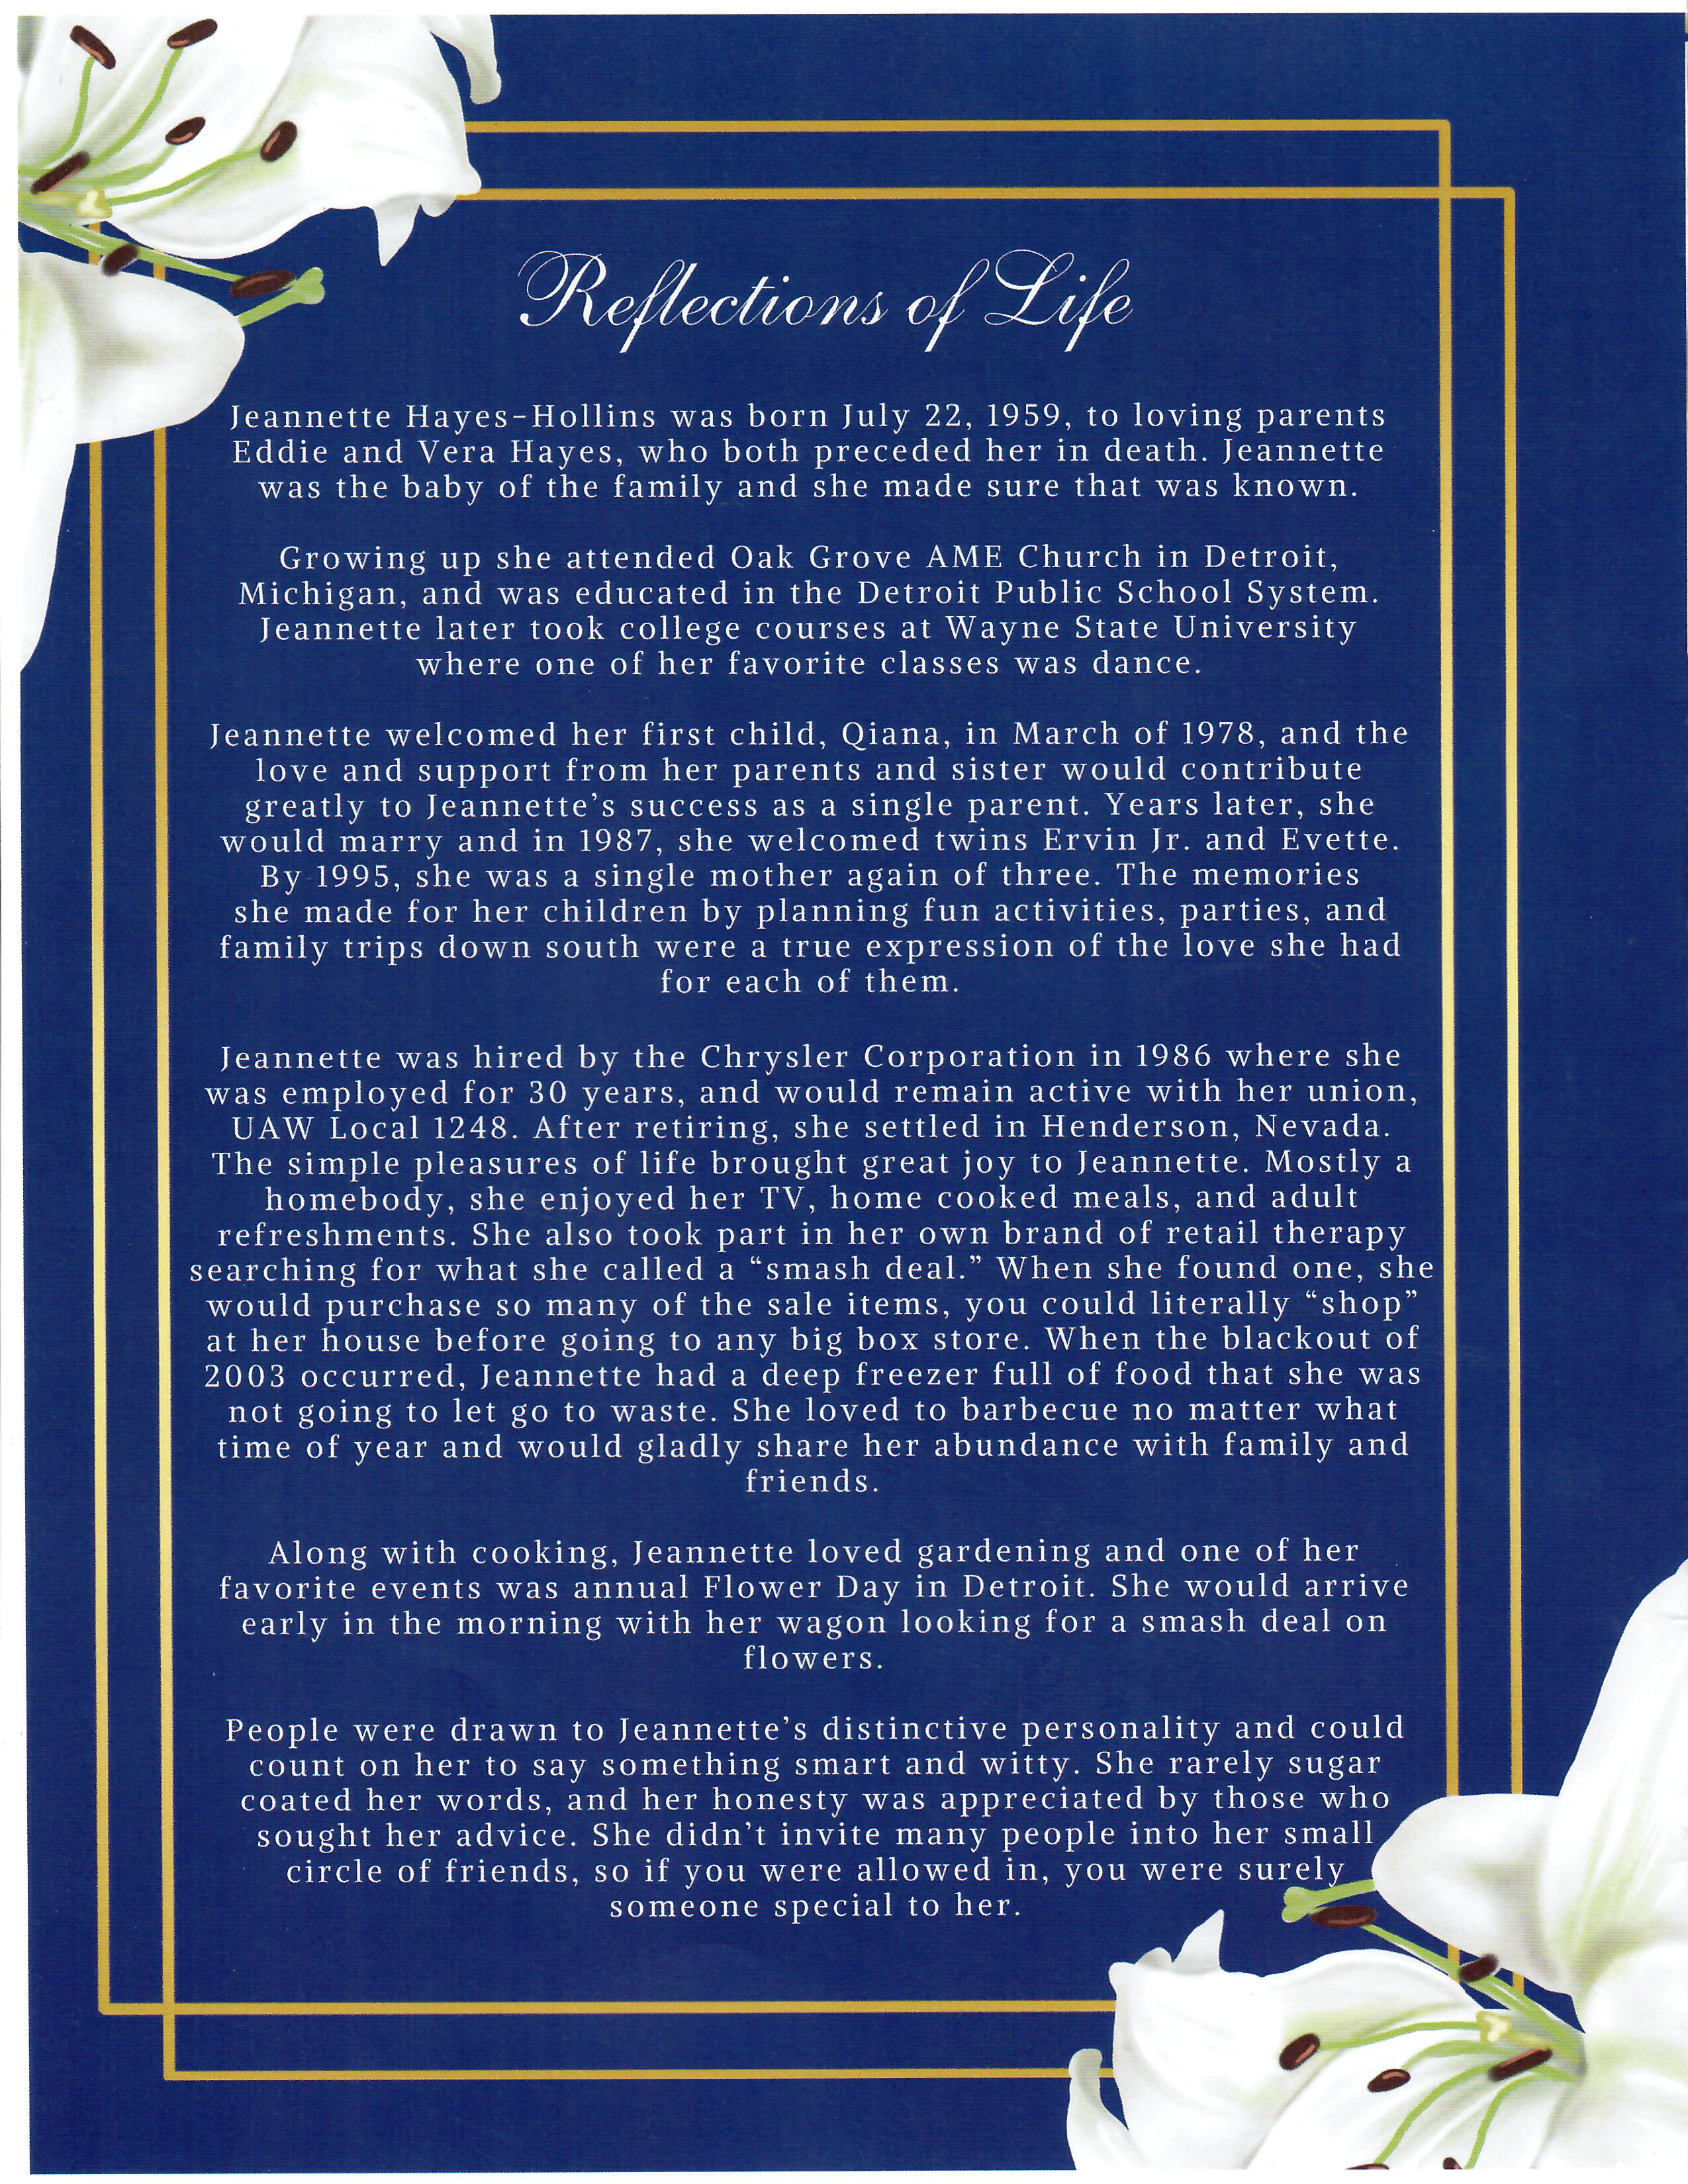 Reflections of Life
Jeannette Hayes-Hollins was born July 22, 1959, to loving parents
Eddie and Vera Hayes, who both preceded her in death. Jeannette
was the baby of the family and she made sure that was known.
Growing up she attended Oak Grove AME Church in Detroit,
Michigan, and was educated in the Detroit Public School System.
Jeannette later took college courses at Wayne State University
where one of her favorite classes was dance.
Jeannette welcomed her first child, Qiana, in March of 1978, and the
love and support from her parents and sister would contribute
greatly to Jeannette’s success as a single parent. Years later, she
would marry and in 1987, she welcomed twins Ervin Jr. and Evette.
By 1995, she was a single mother again of three. The memories
she made for her children by planning fun activities, parties, and
family trips down south were a true expression of the love she had
for each of them.
Jeannette was hired by the Chrysler Corporation in 1986 where she
was employed for 30 years, and would remain active with her union,
UAW Local 1248. After retiring, she settled in Henderson, Nevada.
The simple pleasures of life brought great joy to Jeannette. Mostly a
homebody, she enjoyed her TV, home cooked meals, and adult
refreshments. She also took part in her own brand of retail therapy
searching for what she called a “smash deal.” When she found one, she
would purchase so many of the sale items, you could literally “shop”
at her house before going to any big box store. When the blackout of
2003 occurred, Jeannette had a deep freezer full of food that she was
not going to let go to waste. She loved to barbecue no matter what
time of year and would gladly share her abundance with family and
friends.
Along with cooking, Jeannette loved gardening and one of her
favorite events was annual Flower Day in Detroit. She would arrive
early in the morning with her wagon looking for a smash deal on
flowers.
People were drawn to Jeannette’s distinctive personality and could
count on her to say something smart and witty. She rarely sugar
coated her words, and her honesty was appreciated by those who
sought her advice. She didn’t invite many people into her small
circle of friends, so if you were allowed in, you were surely
someone special to her.